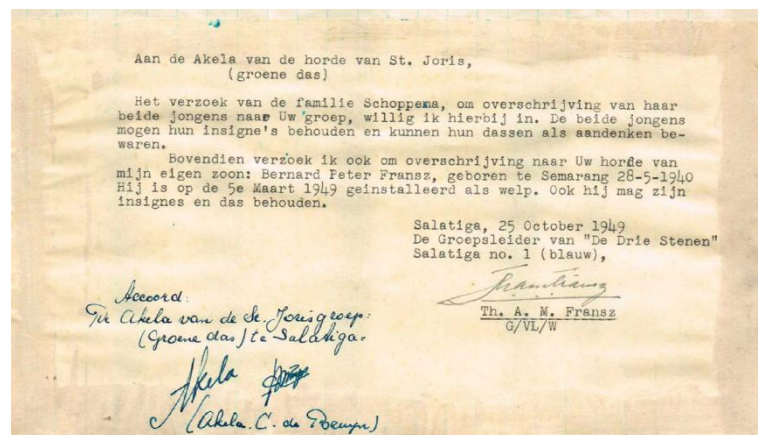 Aan de Akela van de horde van St. Joris,
(groene das)
Het verzoek van de familie Schoppema, om overschrijving van haar
beide jongens naar Uw groep, willig ik hierbij in. De beide jongens
mogen hun insigne's behouden en kunnen hun dassen als aandenken be-
waren.
Bovendien verzoek ik ook om overschrijving naar Uw horde van
mijn eigen zoon: Bernard Peter Fransz, geboren te Semarang 28-5-1940
Hij is op de 5e Maart 1949 geinstalleerd als welp. Ook hij mag zijn
insignes en das behouden.
Salatiga, 25 October 1949
De Groepsleider van "De Drie Stenen"
Salatiga no. 1 (blauw),
Th. A. M. Fransz
G/VL/W
Accoord:
Akela van de St. Jorisgroep:
(Groene das) te Salatiga.
Akela
(Akela. C. de